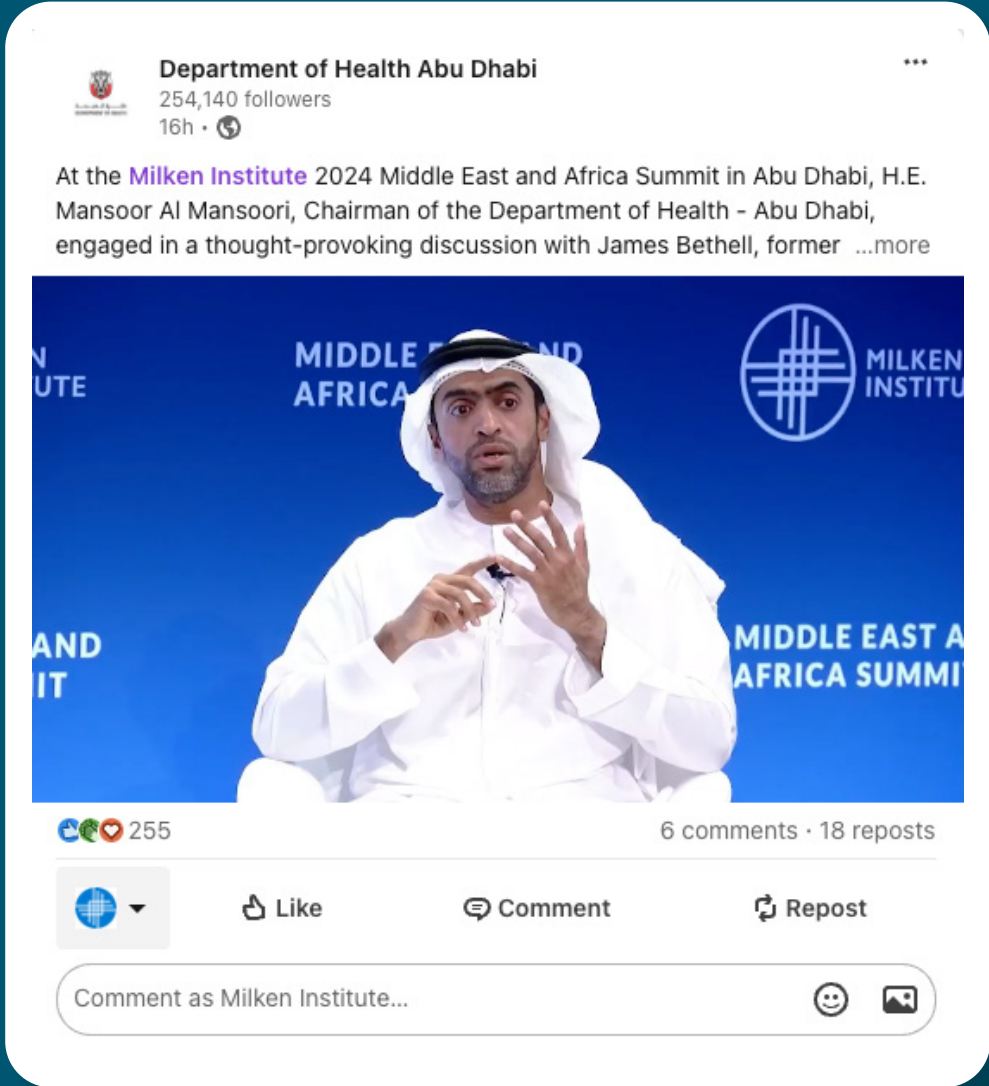 Department of Health Abu Dhabi
254,140 followers
16h •
At the Milken Institute 2024 Middle East and Africa Summit in Abu Dhabi, H.E.
Mansoor Al Mansoori, Chairman of the Department of Health - Abu Dhabi,
engaged in a thought-provoking discussion with James Bethell, former ...more
N
UTE
MIDDLE E ND
AFRICA
MILKEN
INSTITU
AND
IT
MIDDLE EAST A
AFRICA SUMMIT
255
6 comments · 18 reposts
Like
Comment
Repost
Comment as Milken Institute...